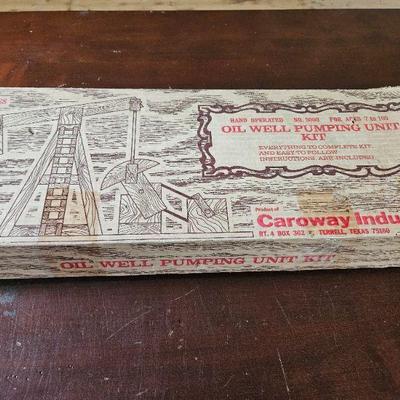 HAND OPERATED NO. 5000 FOR AGES 7 to 100
OIL WELL PUMPING UNIT
KIT
EVERYTHING TO COMPLETE KIT
AND EASY TO FOLLOW
INSTRUCTIONS ARE INCLUDED
Product of
Caroway Indu
RT. 4 BOX 362 TERRELL, TEXAS 75160
OIL WELL PUMPING UNIT KIT